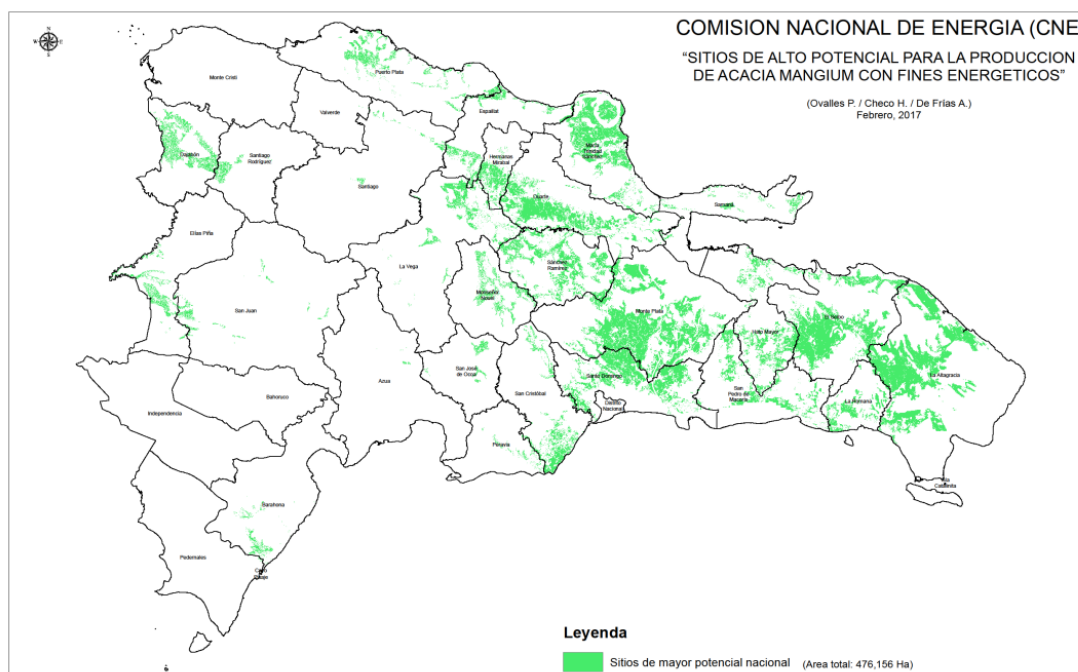 N
W
E
S
COMISION NACIONAL DE ENERGIA (CNE
“SITIOS DE ALTO POTENCIAL PARA LA PRODUCCION
DE ACACIA MANGIUM CON FINES ENERGETICOS”
(Ovalles P. / Checo H. / De Frías A.)
Febrero, 2017
Monte Cristi
Puerto Plata
Valverde
Espaillat
Dajabón
Santiago
Rodríguez
Hermanas
Mirabal
María
Trinidad
Sánchez
Santiago
Duarte
Samaná
Elías Piña
La Vega
Sánchez
Ramírez
Monseñor
Nouel
San Juan
Monte Plata
Hato Mayor
El Seibo
La Altagracia
Azua
San José
de Ocoa
San Cristóbal
Santo Domingo
Distrito
Nacional
San
Pedro de
Macorís
La Romana
Bahoruco
Independencia
Peravia
Barahona
Pedernales
Leyenda
Sitios de mayor potencial nacional (Area total: 476,156 Ha)